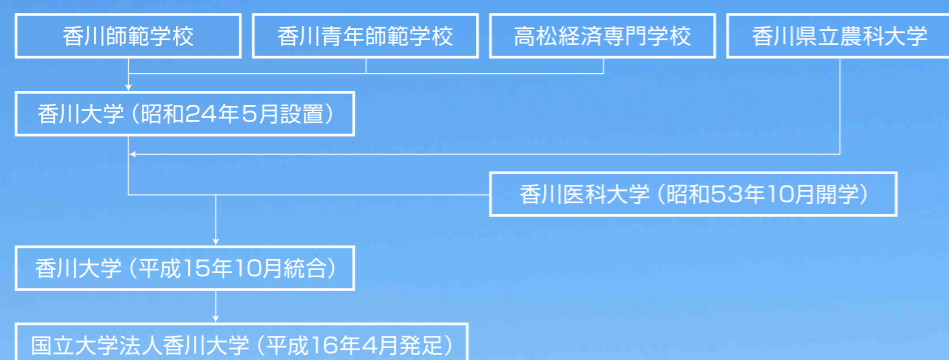 香川師範学校
香川青年師範学校
高松経済専門学校
香川県立農科大学
香川大学（昭和24年5月設置）
香川医科大学（昭和53年10月開学）
香川大学（平成15年10月統合）
国立大学法人香川大学（平成16年4月発足）